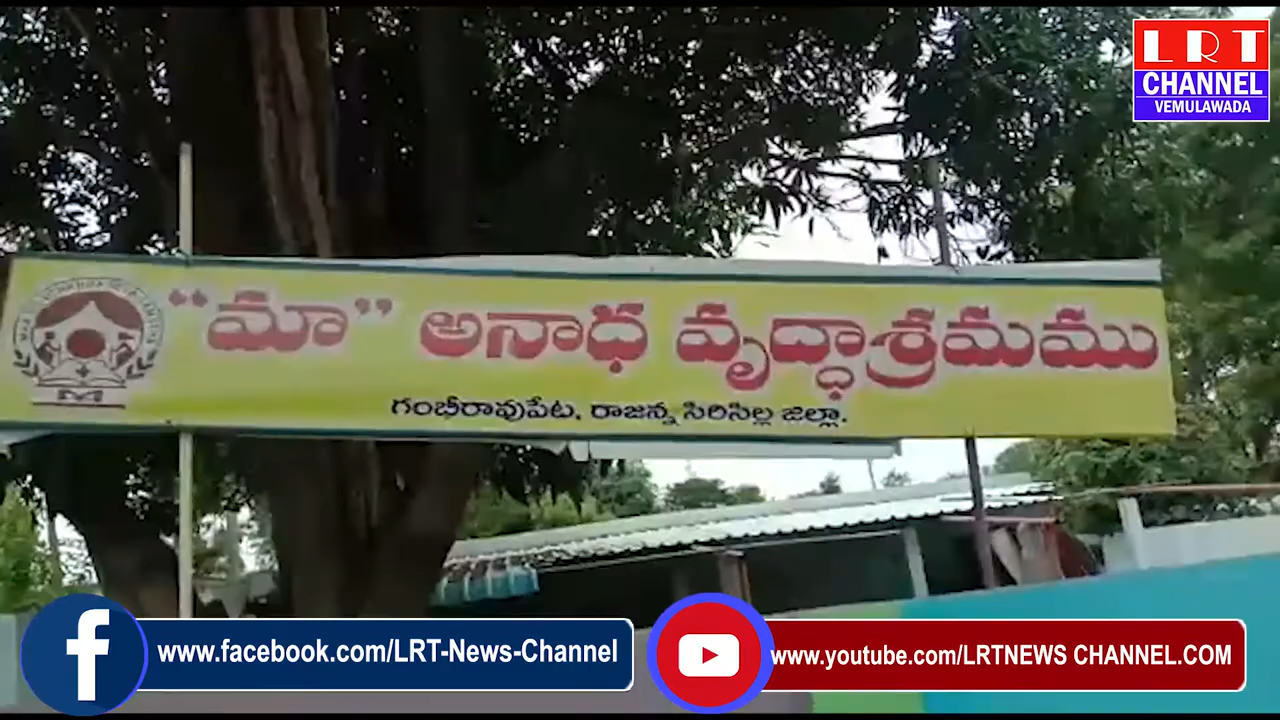 LRT
CHANNEL
VEMULAWADA
"మా" అనాధ వృద్ధాశ్రమము
గంబీరావుపేట, రాజన్న సిరిసిల్ల జిల్లా.
www.facebook.com/LRT-News-Channel
www.youtube.com/LRTNEWS CHANNEL.COM